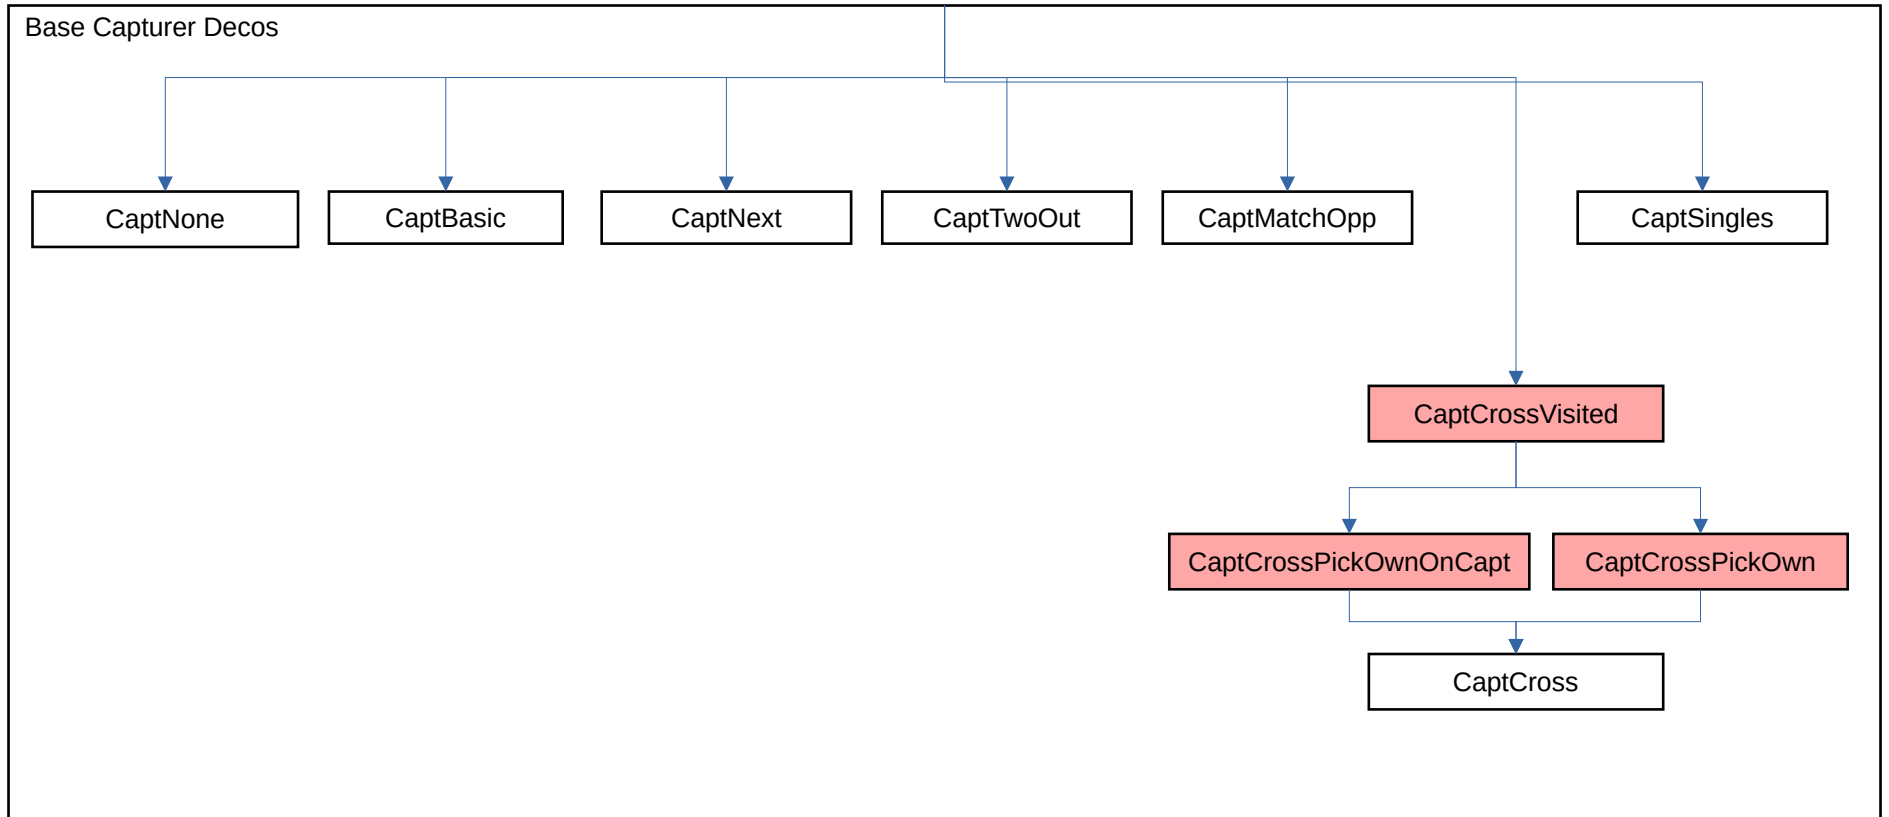 Base Capturer Decos
CaptNone
CaptBasic
CaptNext
CaptTwoOut
CaptMatchOpp
CaptSingles
CaptCrossVisited
CaptCrossPickOwnOnCapt
CaptCrossPickOwn
CaptCross